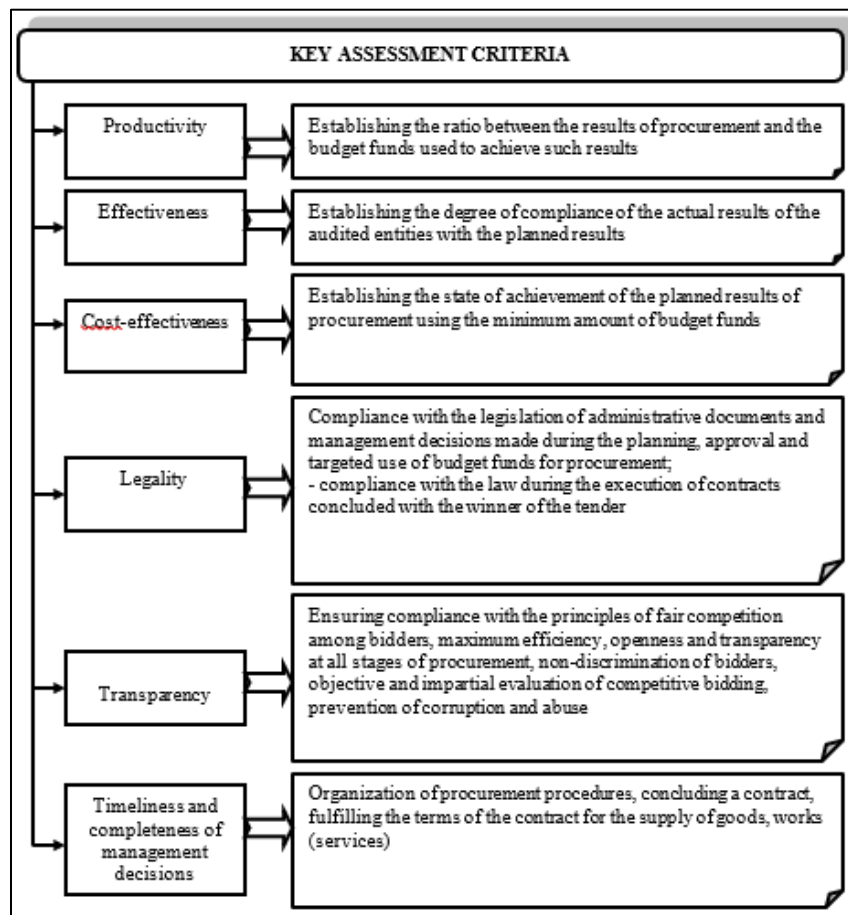 KEY ASSESSMENT CRITERIA
Productivity
Establishing the ratio between the results of procurement and the
budget funds used to achieve such results
Effectiveness
Establishing the degree of compliance of the actual results of the
audited entities with the planned results
Cost-effectiveness
Establishing the state of achievement of the planned results of
procurement using the minimum amount of budget funds
Legality
Compliance with the legislation of administrative documents and
management decisions made during the planning, approval and
targeted use of budget funds for procurement;
- compliance with the law during the execution of contracts
concluded with the winner of the tender
Transparency
Ensuring compliance with the principles of fair competition
among bidders, maximum efficiency, openness and transparency
at all stages of procurement, non-discrimination of bidders,
objective and impartial evaluation of competitive bidding,
prevention of corruption and abuse
Timeliness and
completeness of
management
decisions
Organization of procurement procedures, concluding a contract,
fulfilling the terms of the contract for the supply of goods, works
(services)